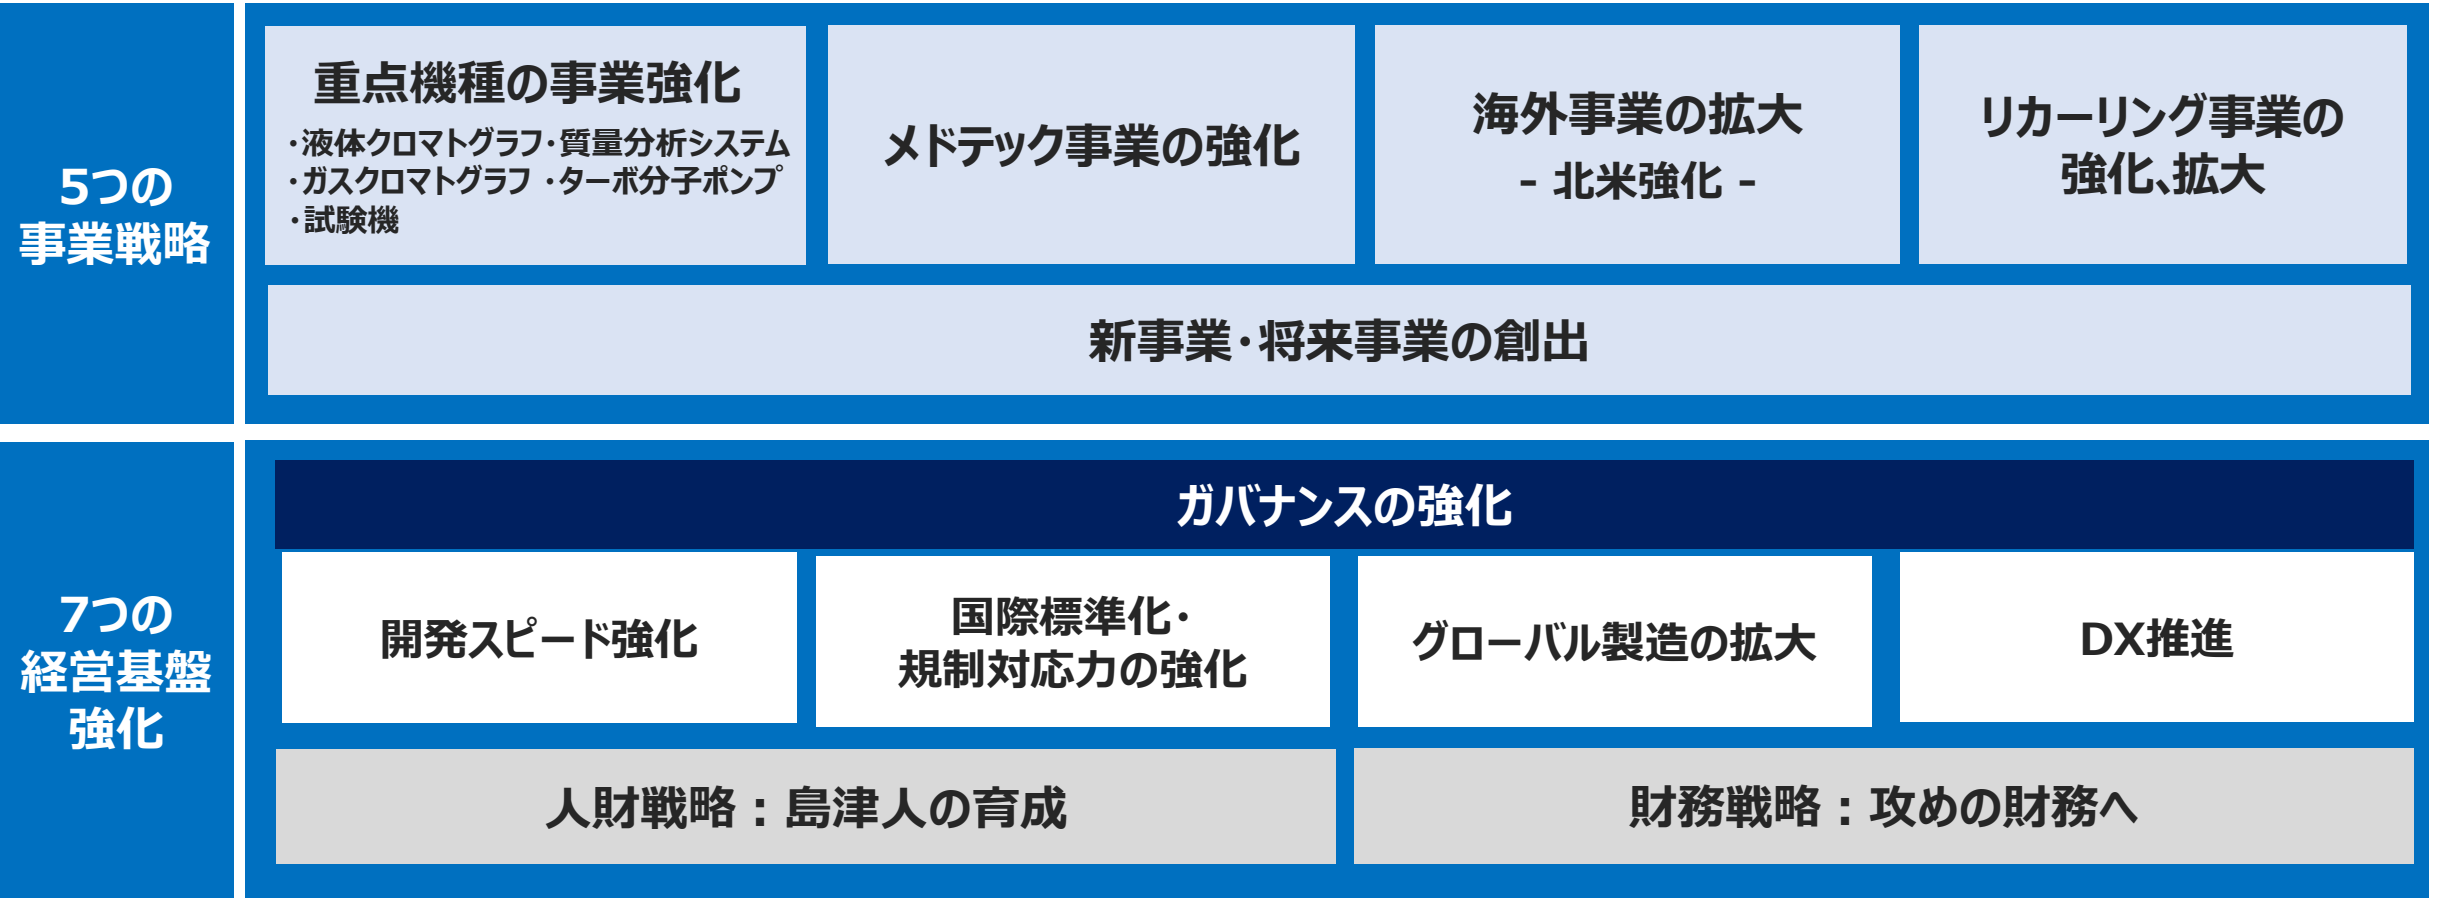 5つの
事業戦略
重点機種の事業強化
・液体クロマトグラフ・質量分析システム
・ガスクロマトグラフ ・ターボ分子ポンプ
・試験機
メドテック事業の強化
海外事業の拡大
- 北米強化 -
リカーリング事業の
強化、拡大
新事業・将来事業の創出
7つの
経営基盤
強化
ガバナンスの強化
開発スピード強化
国際標準化・
規制対応力の強化
グローバル製造の拡大
DX推進
人財戦略：島津人の育成
財務戦略：攻めの財務へ